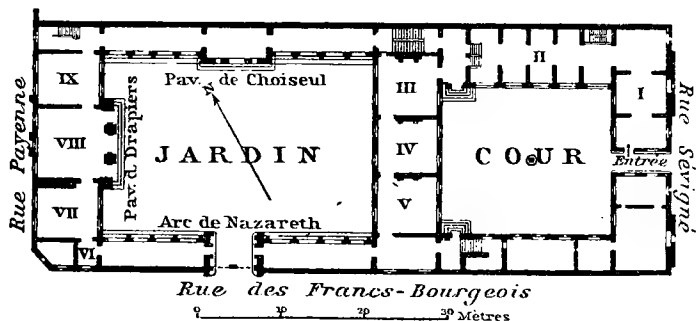 IX
Pav. de Choiseul
N
III
II
I
Rue Payenne
VIII
Pav. d. Drapiers
JARDIN
IV
COUR
Entrée
Rue Sévigné
VII
Arc de Nazareth
V
VI
Rue des Francs-Bourgeois
0 10 20 30 Mètres